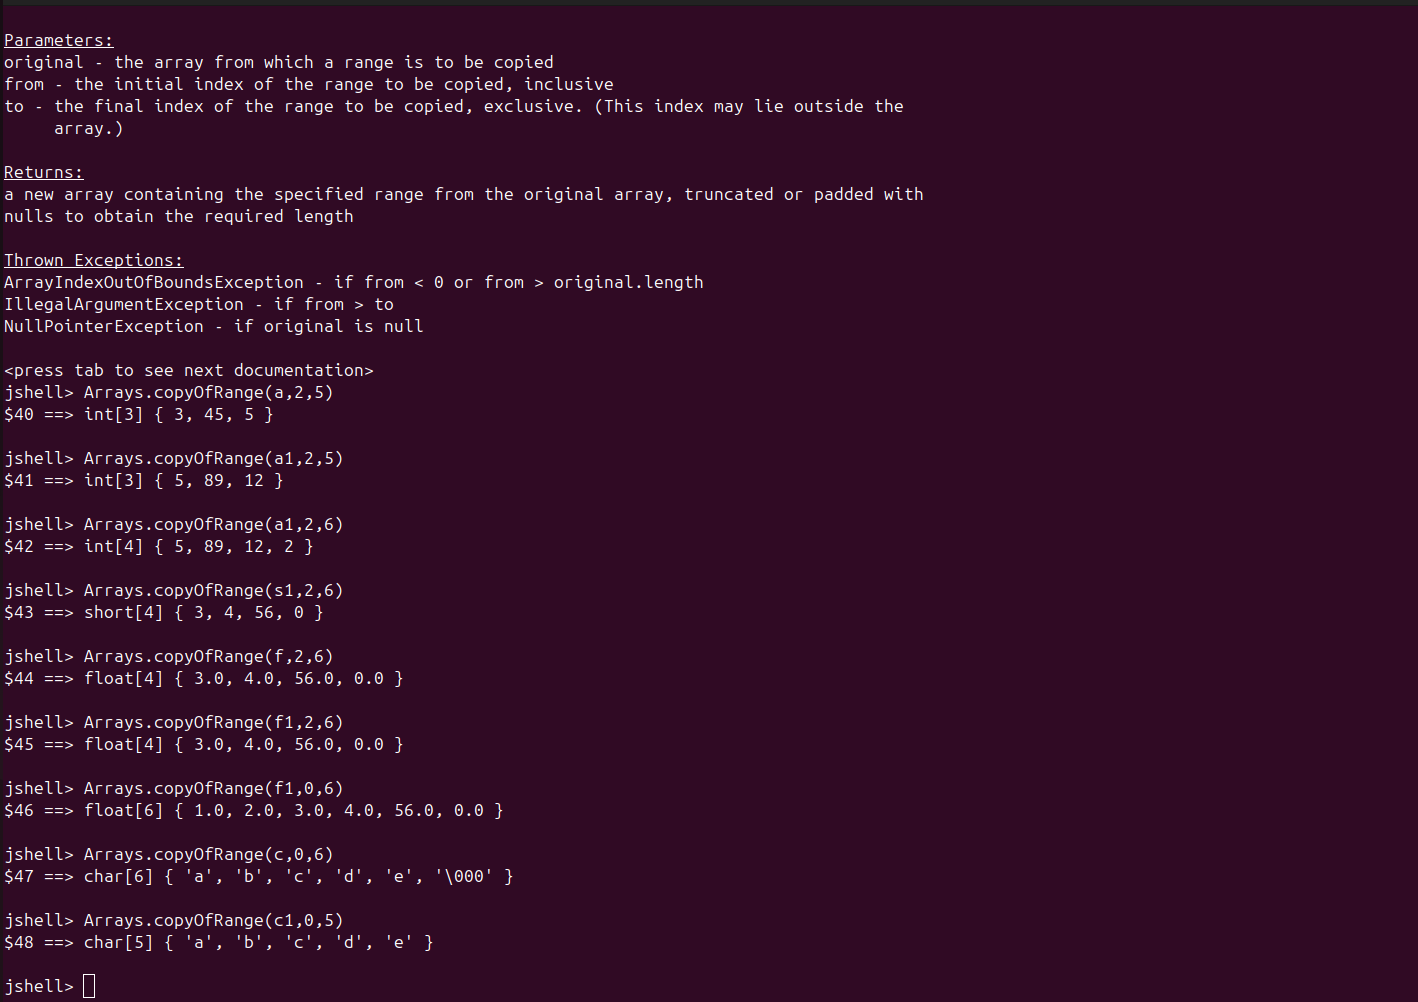 Parameters:
original - the array from which a range is to be copied
from - the initial index of the range to be copied, inclusive
to - the final index of the range to be copied, exclusive. (This index may lie outside the
     array.)
Returns:
a new array containing the specified range from the original array, truncated or padded with
nulls to obtain the required length
Thrown Exceptions:
ArrayIndexOutOfBoundsException - if from < 0 or from > original.length
IllegalArgumentException - if from > to
NullPointerException - if original is null
<press tab to see next documentation>
jshell> Arrays.copyOfRange(a,2,5)
$40 ==> int[3] { 3, 45, 5 }
jshell> Arrays.copyOfRange(a1,2,5)
$41 ==> int[3] { 5, 89, 12 }
jshell> Arrays.copyOfRange(a1,2,6)
$42 ==> int[4] { 5, 89, 12, 2 }
jshell> Arrays.copyOfRange(s1,2,6)
$43 ==> short[4] { 3, 4, 56, 0 }
jshell> Arrays.copyOfRange(f,2,6)
$44 ==> float[4] { 3.0, 4.0, 56.0, 0.0 }
jshell> Arrays.copyOfRange(f1,2,6)
$45 ==> float[4] { 3.0, 4.0, 56.0, 0.0 }
jshell> Arrays.copyOfRange(f1,0,6)
$46 ==> float[6] { 1.0, 2.0, 3.0, 4.0, 56.0, 0.0 }
jshell> Arrays.copyOfRange(c,0,6)
$47 ==> char[6] { 'a', 'b', 'c', 'd', 'e', '\000' }
jshell> Arrays.copyOfRange(c1,0,5)
$48 ==> char[5] { 'a', 'b', 'c', 'd', 'e' }
jshell>